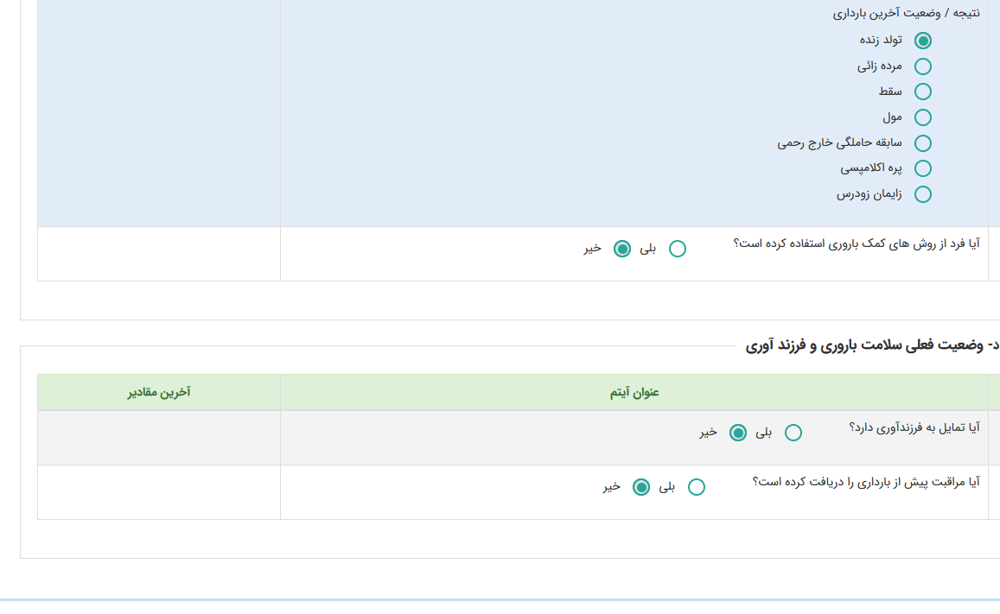 نتیجه / وضعیت آخرین بارداری
تولد زنده
مرده زائی
سقط
مول
سابقه حاملگی خارج رحمی
پره اکلامپسی
زایمان زودرس
آیا فرد از روش های کمک باروری استفاده کرده است؟ بلی خیر
د- وضعیت فعلی سلامت باروری و فرزند آوری
عنوان آیتم آخرین مقادیر
آیا تمایل به فرزندآوری دارد؟ بلی خیر
آیا مراقبت پیش از بارداری را دریافت کرده است؟ بلی خیر